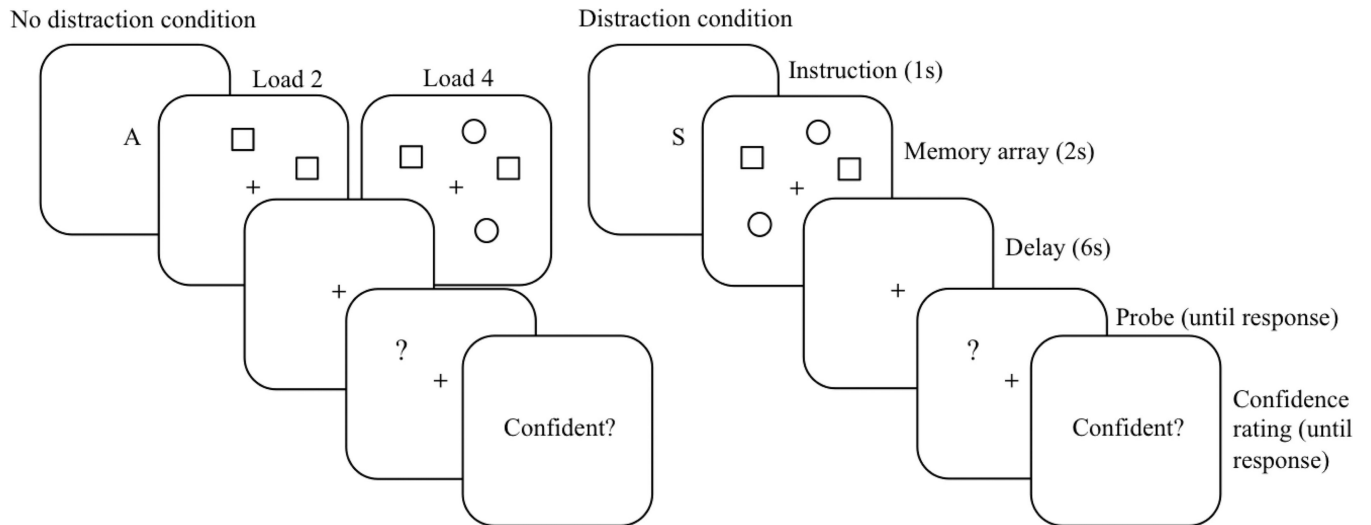 No distraction condition
Load 2
Load 4
A
+
+
+
?
+
Confident?
Distraction condition
Instruction (1s)
S
Memory array (2s)
+
Delay (6s)
+
Probe (until response)
?
+
Confident?
Confidence
rating (until
response)